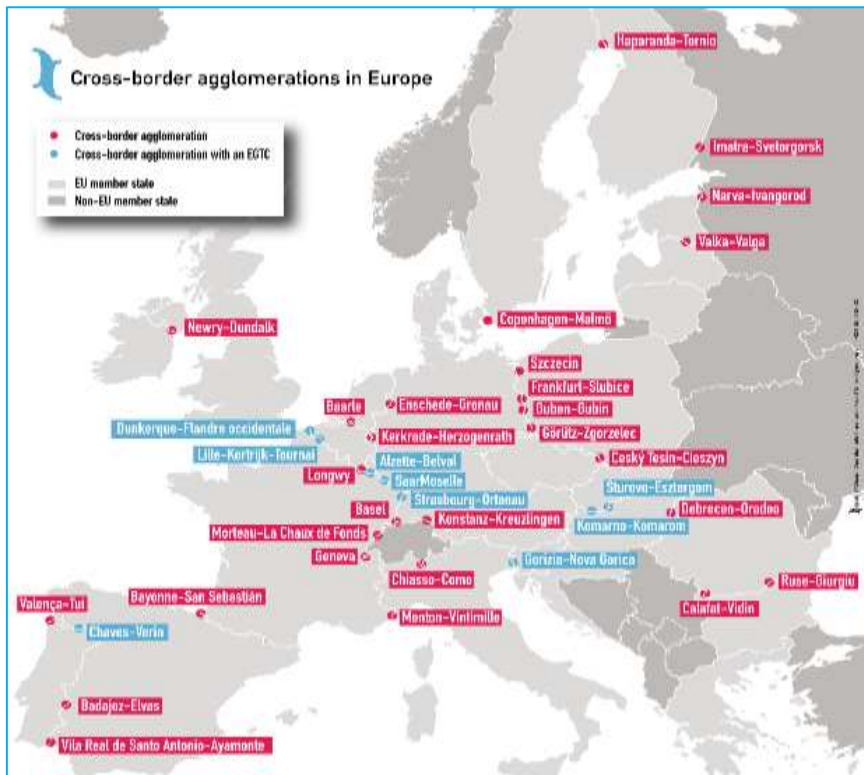 Cross-border agglomerations in Europe
Cross-border agglomeration
Cross-border agglomeration with an EGTC
EU member state
Non-EU member state
Haparanda-Tornio
Imatra-Svetorgorsk
Narva-Ivangorod
Valka-Valga
Copenhagen-Malmö
Newry-Dundalk
Szczecin
Frankfurt-Slubice
Guben-Gubin
Görlitz-Zgorzelec
Baarle
Enschede-Gronau
Dunkerque-Flandre occidentale
Kerkrade-Herzogenrath
Lille-Kortrijk-Tournai
Alzette-Belval
Longwy
SaarMoselle
Český Tesin-Cieszyn
Strasbourg-Ortenau
Sturovo-Esztergom
Basel
Konstanz-Kreuzlingen
Komarno-Komarom
Debrecen-Oradea
Morteau-La Chaux de Fonds
Geneva
Chiasso-Como
Gorizia-Nova Gorica
Ruse-Giurgiu
Calafat-Vidin
Valença-Tui
Bayonne-San Sebastián
Menton-Vintimille
Chaves-Verin
Badajoz-Elvas
Vila Real de Santo Antonio-Ayamonte